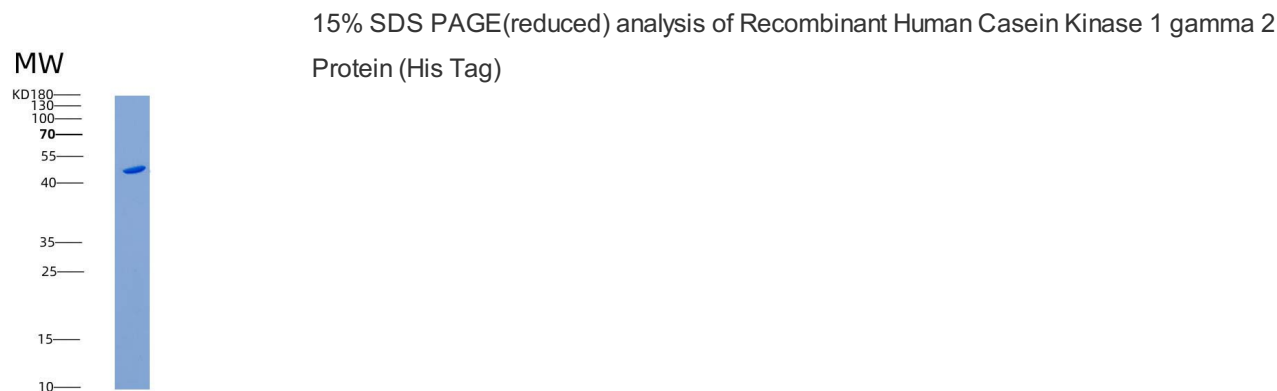 15% SDS PAGE(reduced) analysis of Recombinant Human Casein Kinase 1 gamma 2
Protein (His Tag)
MW
KD180
130
100
70
55
40
35
25
15
10